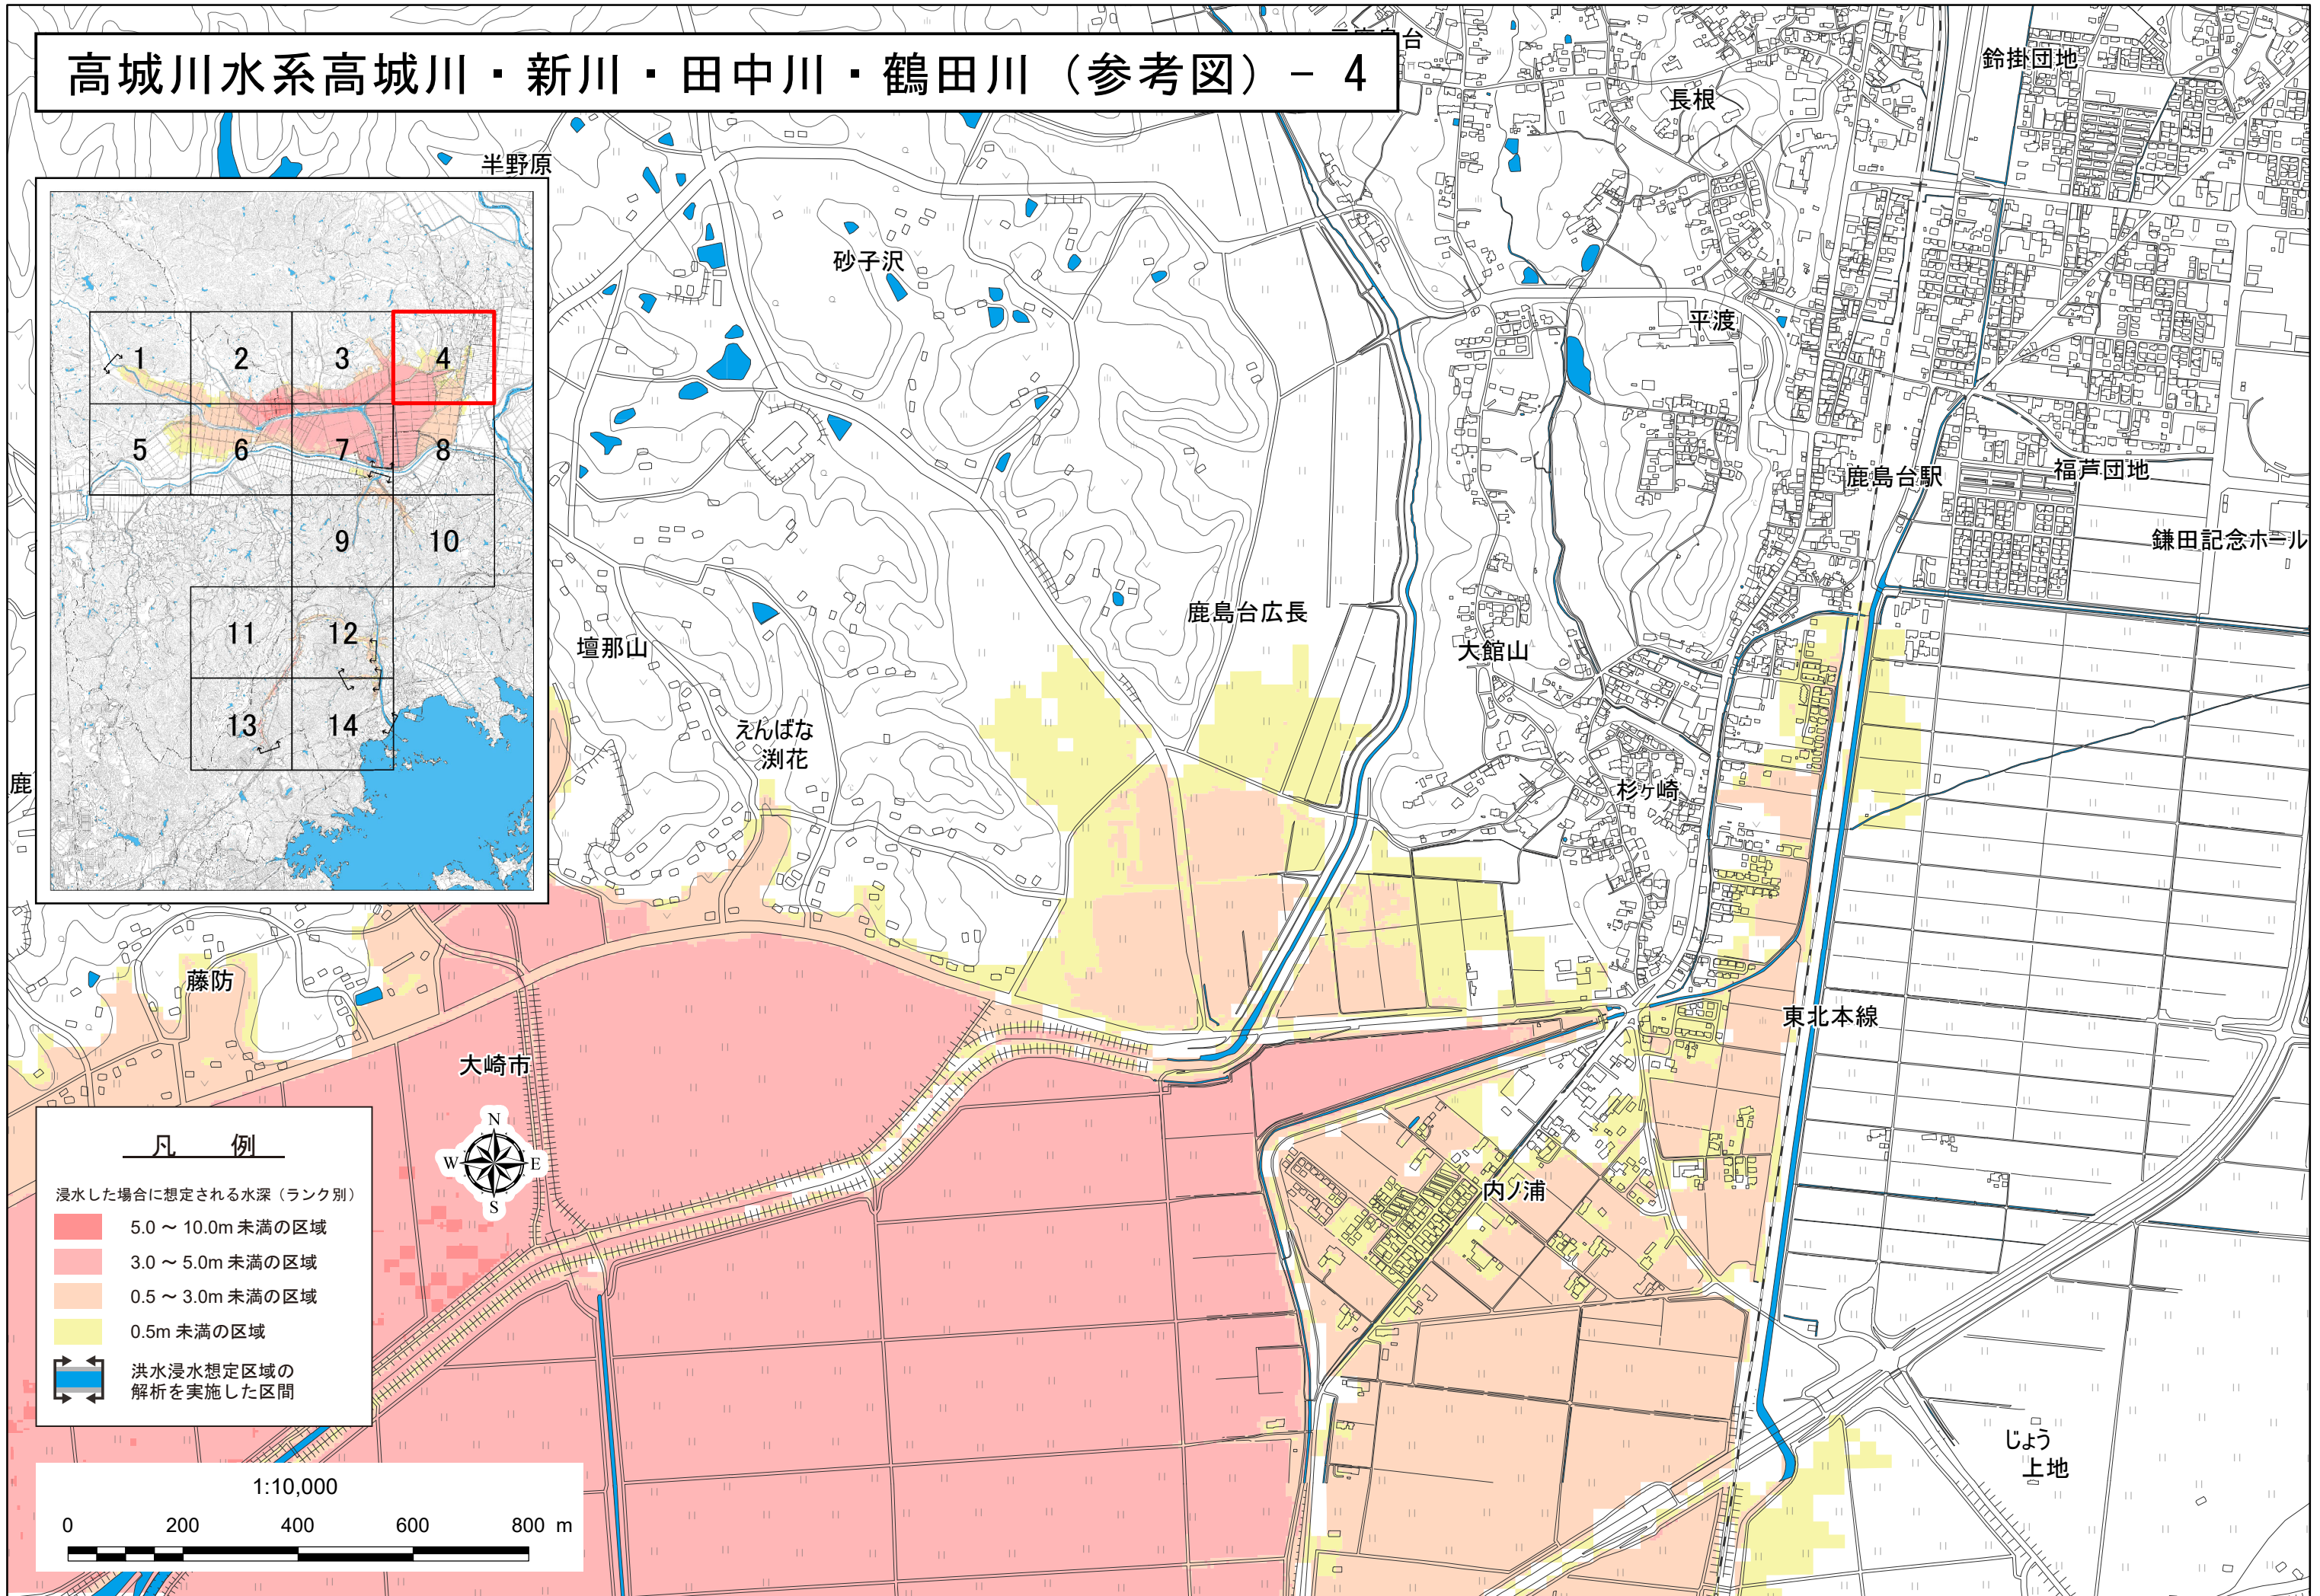 高城川水系高城川・新川・田中川・鶴田川（参考図）－ 4
鈴掛団地
長根
半野原
砂子沢
平渡
鹿島台駅
福芦団地
鎌田記念ホール
鹿島台広長
大館山
壇那山
えんばな
渕花
杉ヶ崎
鹿
藤防
大崎市
東北本線
内ノ浦
じょう
上地
1
2
3
4
5
6
7
8
9
10
11
12
13
14
N
W
E
S
凡 例
浸水した場合に想定される水深（ランク別）
5.0 ～ 10.0m 未満の区域
3.0 ～ 5.0m 未満の区域
0.5 ～ 3.0m 未満の区域
0.5m 未満の区域
洪水浸水想定区域の
解析を実施した区間
1:10,000
0 200 400 600 800 m